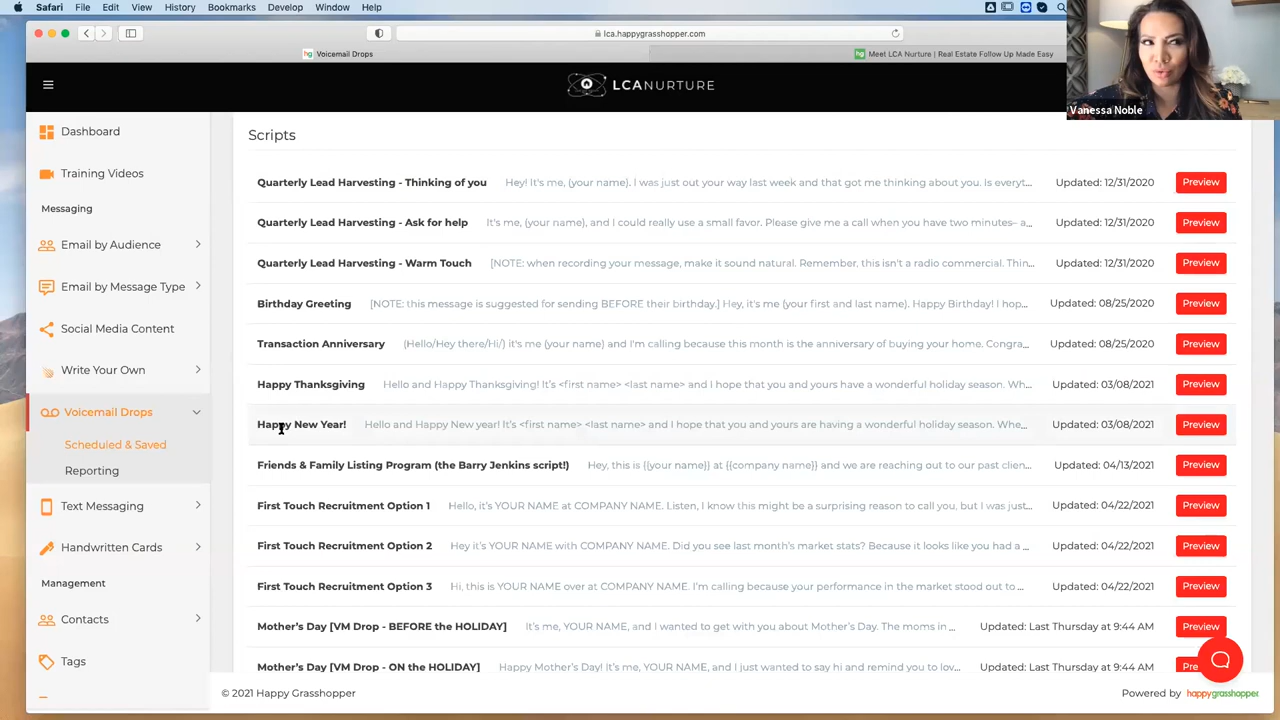 Safari File Edit View History Bookmarks Develop Window Help
lca.happygrasshopper.com
hg Voicemail Drops
hg Meet LCA Nurture | Real Estate Follow Up Made Easy
Vanessa Noble
LCANURTURE
Dashboard
Training Videos
Messaging
Email by Audience
Email by Message Type
Social Media Content
Write Your Own
Voicemail Drops
Scheduled & Saved
Reporting
Text Messaging
Handwritten Cards
Management
Contacts
Tags
Scripts
Quarterly Lead Harvesting - Thinking of you Hey! It's me, (your name). I was just out your way last week and that got me thinking about you. Is everyt... Updated: 12/31/2020 Preview
Quarterly Lead Harvesting - Ask for help It's me, (your name), and I could really use a small favor. Please give me a call when you have two minutes– a... Updated: 12/31/2020 Preview
Quarterly Lead Harvesting - Warm Touch [NOTE: when recording your message, make it sound natural. Remember, this isn't a radio commercial. Thin... Updated: 12/31/2020 Preview
Birthday Greeting [NOTE: this message is suggested for sending BEFORE their birthday.] Hey, it's me (your first and last name). Happy Birthday! I hop... Updated: 08/25/2020 Preview
Transaction Anniversary (Hello/Hey there/Hi/) it's me (your name) and I'm calling because this month is the anniversary of buying your home. Congra... Updated: 08/25/2020 Preview
Happy Thanksgiving Hello and Happy Thanksgiving! It's <first name> <last name> and I hope that you and yours have a wonderful holiday season. Wh... Updated: 03/08/2021 Preview
Happy New Year! Hello and Happy New year! It's <first name> <last name> and I hope that you and yours are having a wonderful holiday season. Whe... Updated: 03/08/2021 Preview
Friends & Family Listing Program (the Barry Jenkins script!) Hey, this is {{your name}} at {{company name}} and we are reaching out to our past clien... Updated: 04/13/2021 Preview
First Touch Recruitment Option 1 Hello, it's YOUR NAME at COMPANY NAME. Listen, I know this might be a surprising reason to call you, but I was just... Updated: 04/22/2021 Preview
First Touch Recruitment Option 2 Hey it's YOUR NAME with COMPANY NAME. Did you see last month's market stats? Because it looks like you had a ... Updated: 04/22/2021 Preview
First Touch Recruitment Option 3 Hi, this is YOUR NAME over at COMPANY NAME. I'm calling because your performance in the market stood out to ... Updated: 04/22/2021 Preview
Mother's Day [VM Drop - BEFORE the HOLIDAY] It's me, YOUR NAME, and I wanted to get with you about Mother's Day. The moms in ... Updated: Last Thursday at 9:44 AM Preview
Mother's Day [VM Drop - ON the HOLIDAY] Happy Mother's Day! It's me, YOUR NAME, and I just wanted to say hi and remind you to lov... Updated: Last Thursday at 9:44 AM Pre
© 2021 Happy Grasshopper
Powered by happygrasshopper